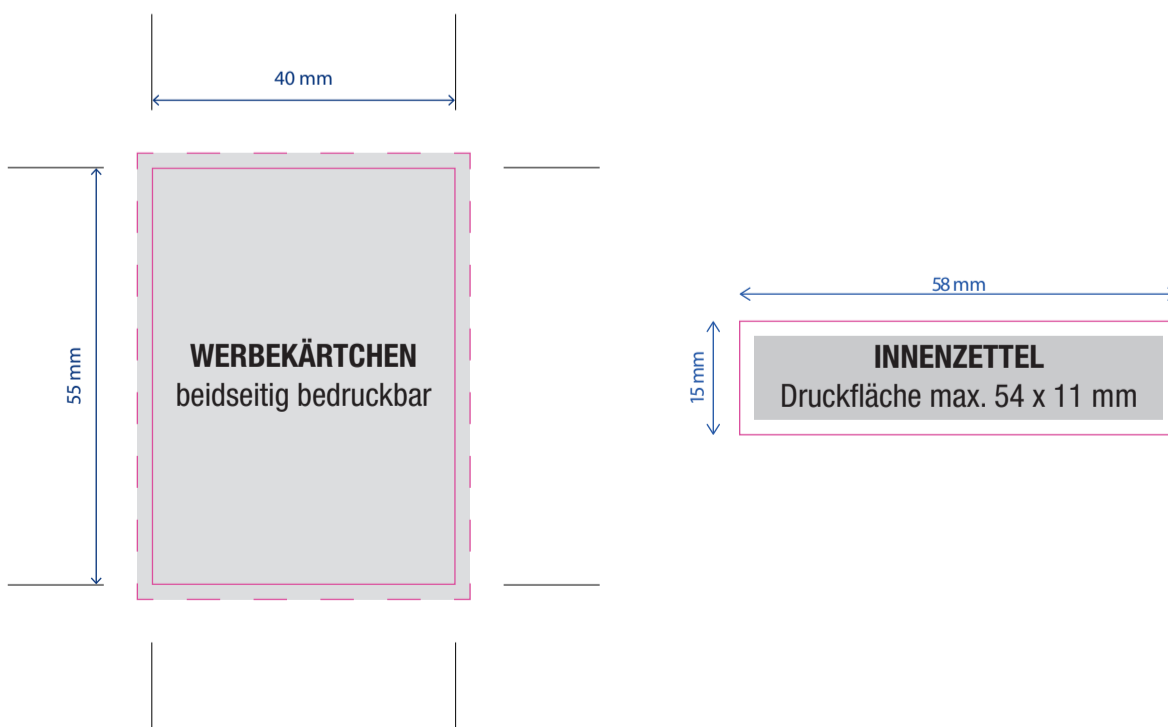 40 mm
55 mm
WERBEKÄRTCHEN
beidseitig bedruckbar
58 mm
15 mm
INNENZETTEL
Druckfläche max. 54 x 11 mm